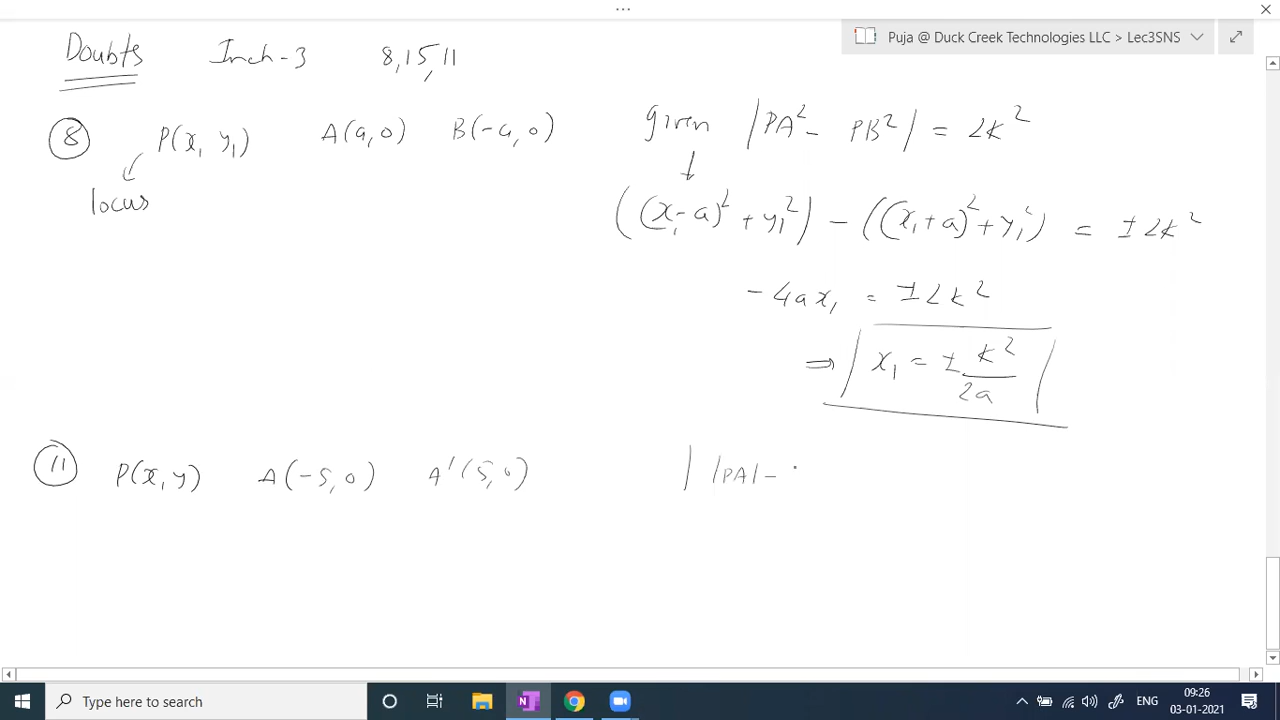 Puja @ Duck Creek Technologies LLC > Lec3SNS
Doubts Inch-3 8,15,11
8 P(x₁ y₁) A(a,0) B(-a,0) given |PA² - PB²| = 2k²
locus
((x₁-a)² + y₁²) - ((x₁+a)² + y₁²) = ±2k²
-4ax₁ = ±2k²
⇒ x₁ = ± k²/2a
11 P(x,y) A(-5,0) A'(5,0) | |PA| -
Type here to search
ENG
09:26
03-01-2021